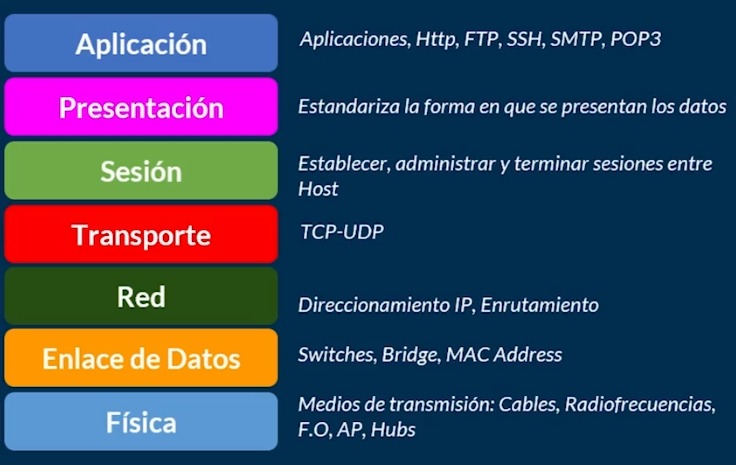 Aplicación
Aplicaciones, Http, FTP, SSH, SMTP, POP3
Presentación
Estandariza la forma en que se presentan los datos
Sesión
Establecer, administrar y terminar sesiones entre
Host
Transporte
TCP-UDP
Red
Direccionamiento IP, Enrutamiento
Enlace de Datos
Switches, Bridge, MAC Address
Física
Medios de transmisión: Cables, Radiofrecuencias,
F.O, AP, Hubs